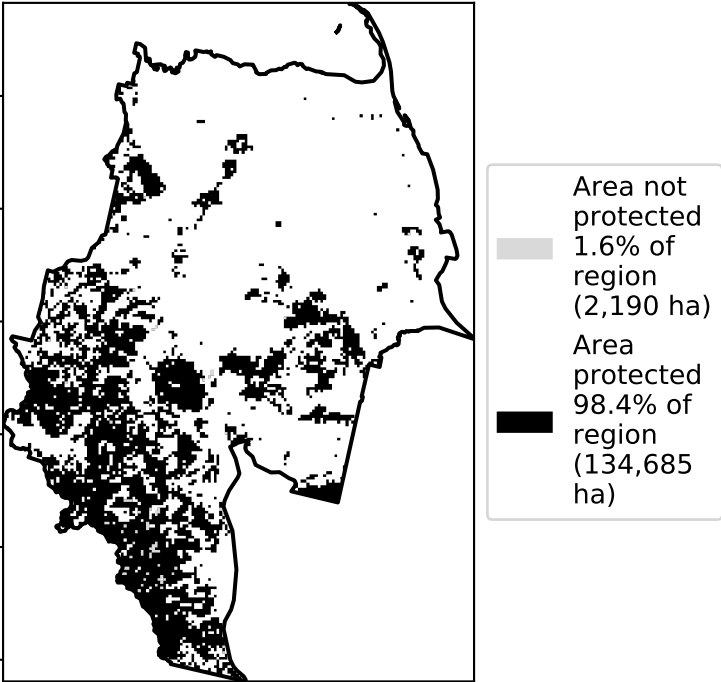 Area not
protected
1.6% of
region
(2,190 ha)
Area
protected
98.4% of
region
(134,685
ha)